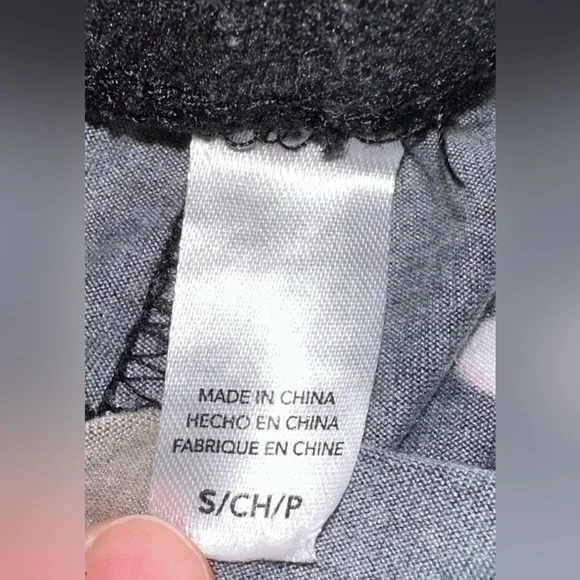 MADE IN CHINA
HECHO EN CHINA
FABRIQUE EN CHINE
S/CH/P